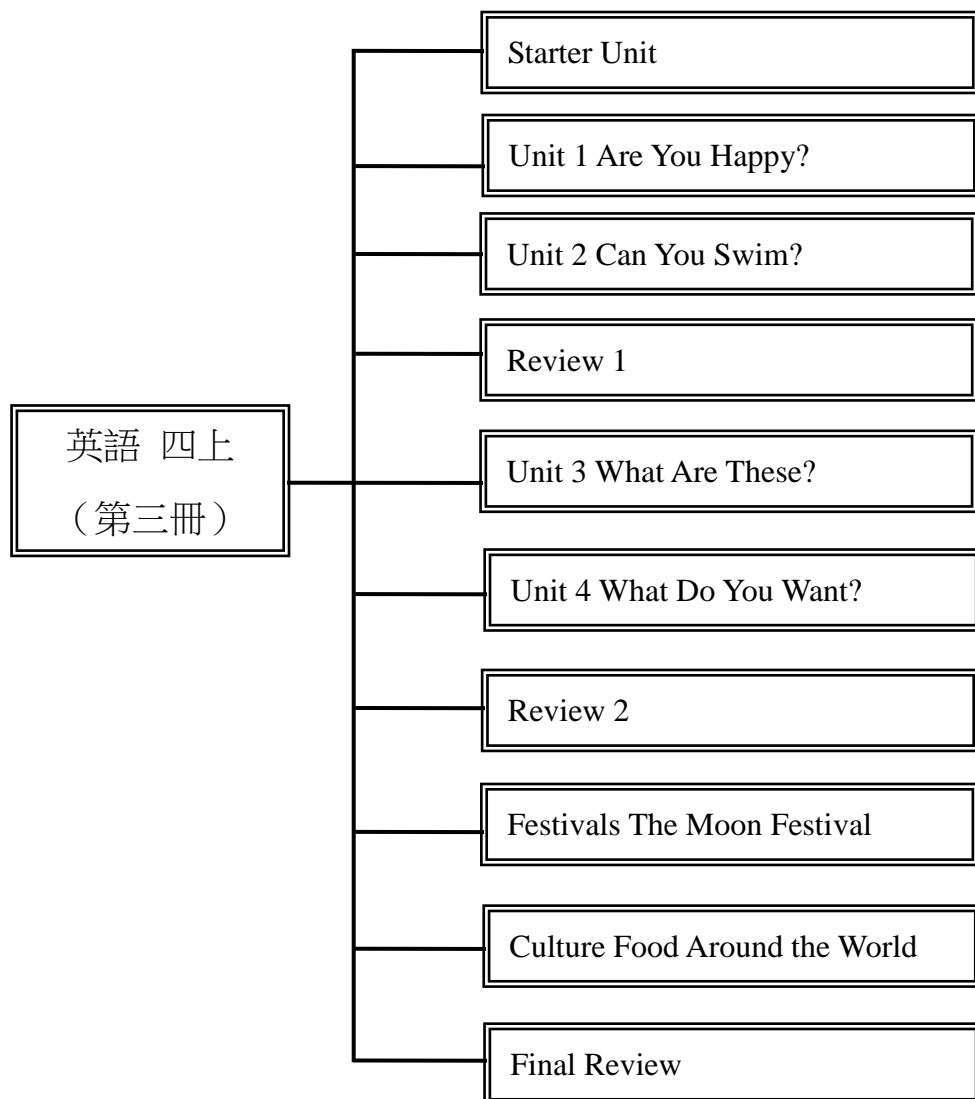 Starter Unit
Unit 1 Are You Happy?
Unit 2 Can You Swim?
Review 1
英語 四上
（第三冊）
Unit 3 What Are These?
Unit 4 What Do You Want?
Review 2
Festivals The Moon Festival
Culture Food Around the World
Final Review